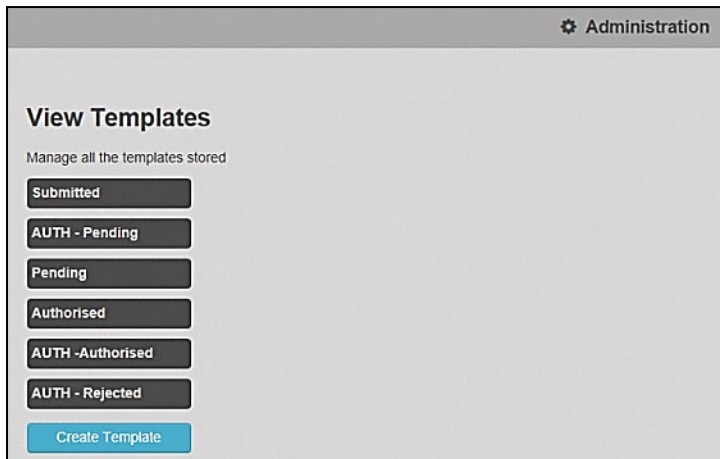 Administration
View Templates
Manage all the templates stored
Submitted
AUTH - Pending
Pending
Authorised
AUTH -Authorised
AUTH - Rejected
Create Template